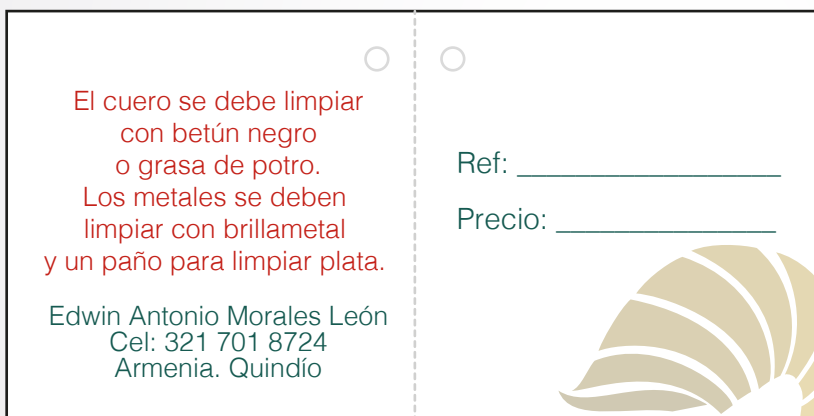 El cuero se debe limpiar
con betún negro
o grasa de potro.
Los metales se deben
limpiar con brillametal
y un paño para limpiar plata.
Edwin Antonio Morales León
Cel: 321 701 8724
Armenia. Quindío
Ref: _________________
Precio: ______________